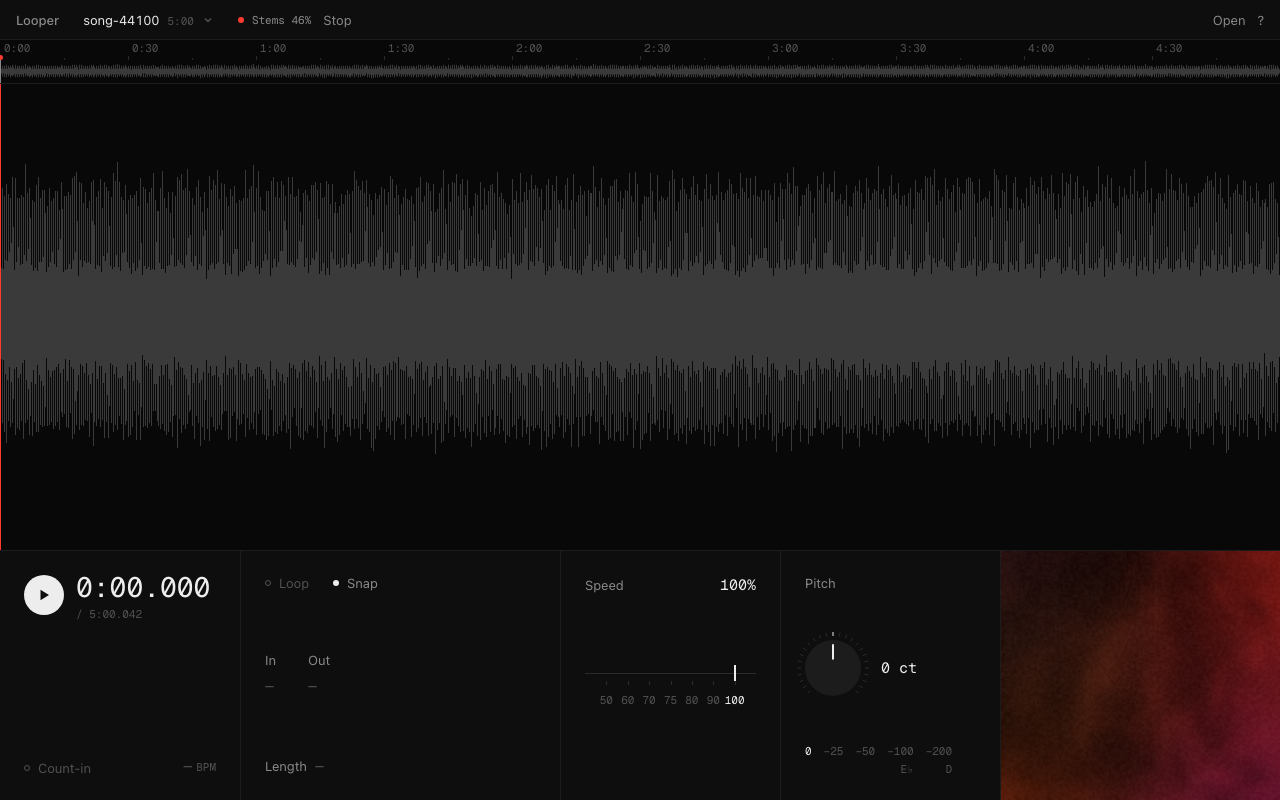 Looper song-44100 5:00 Stems 46% Stop Open ?
0:00 0:30 1:00 1:30 2:00 2:30 3:00 3:30 4:00 4:30
0:00.000
/ 5:00.042
Count-in — BPM
Loop Snap
In Out
— —
Length —
Speed 100%
50 60 70 75 80 90 100
Pitch
0 ct
0 −25 −50 −100 −200
E♭ D